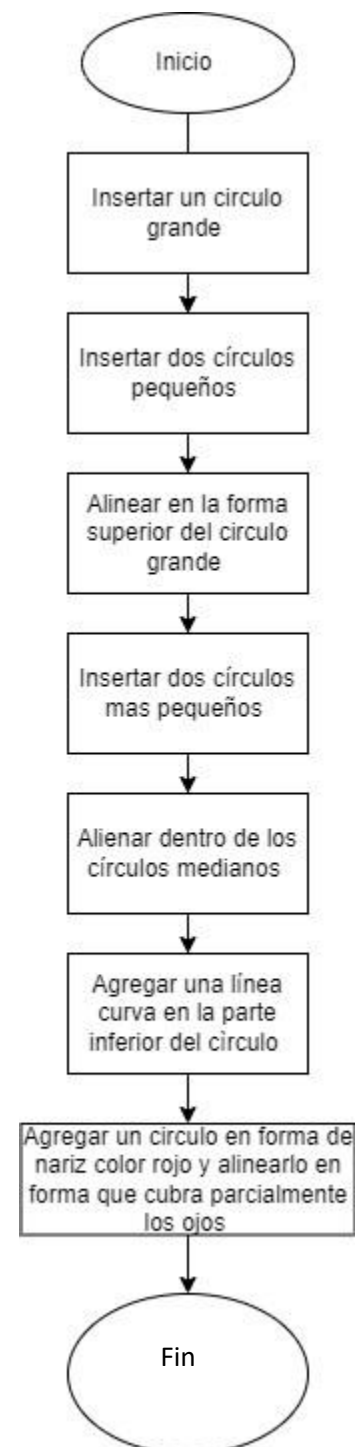 Inicio
Insertar un circulo
grande
Insertar dos círculos
pequeños
Alinear en la forma
superior del circulo
grande
Insertar dos círculos
mas pequeños
Alienar dentro de los
círculos medianos
Agregar una línea
curva en la parte
inferior del cìrculo
Agregar un circulo en forma de
nariz color rojo y alinearlo en
forma que cubra parcialmente
los ojos
Fin